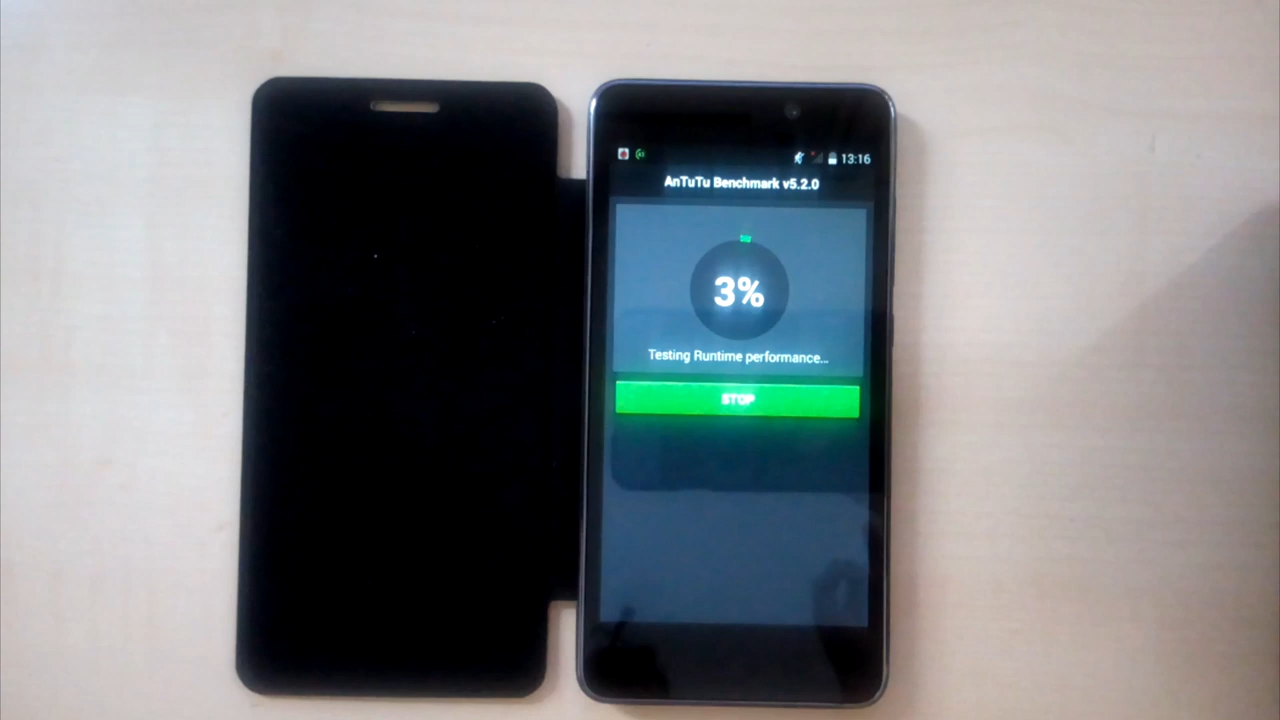 13:16
AnTuTu Benchmark v5.2.0
3%
Testing Runtime performance...
STOP